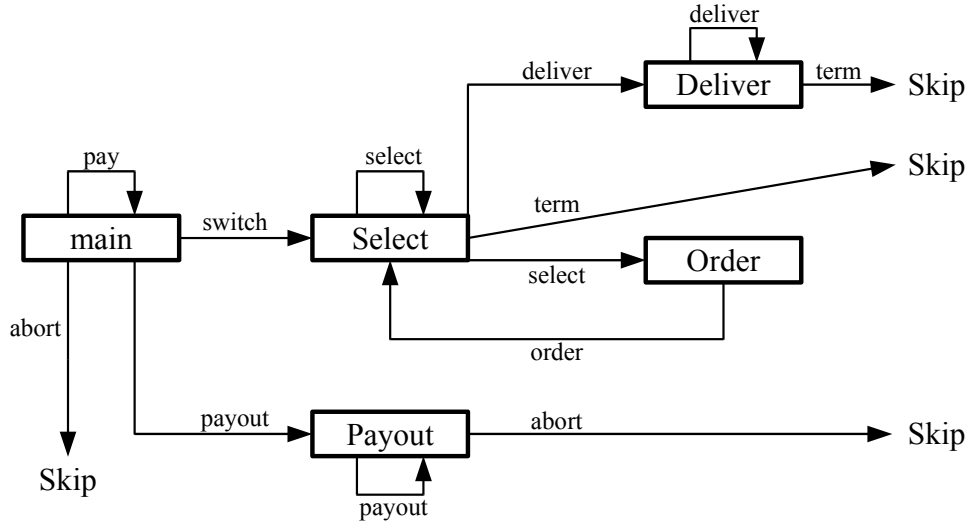 deliver
deliver
Deliver
term
Skip
pay
select
term
Skip
main
switch
Select
select
Order
abort
order
payout
Payout
abort
Skip
Skip
payout